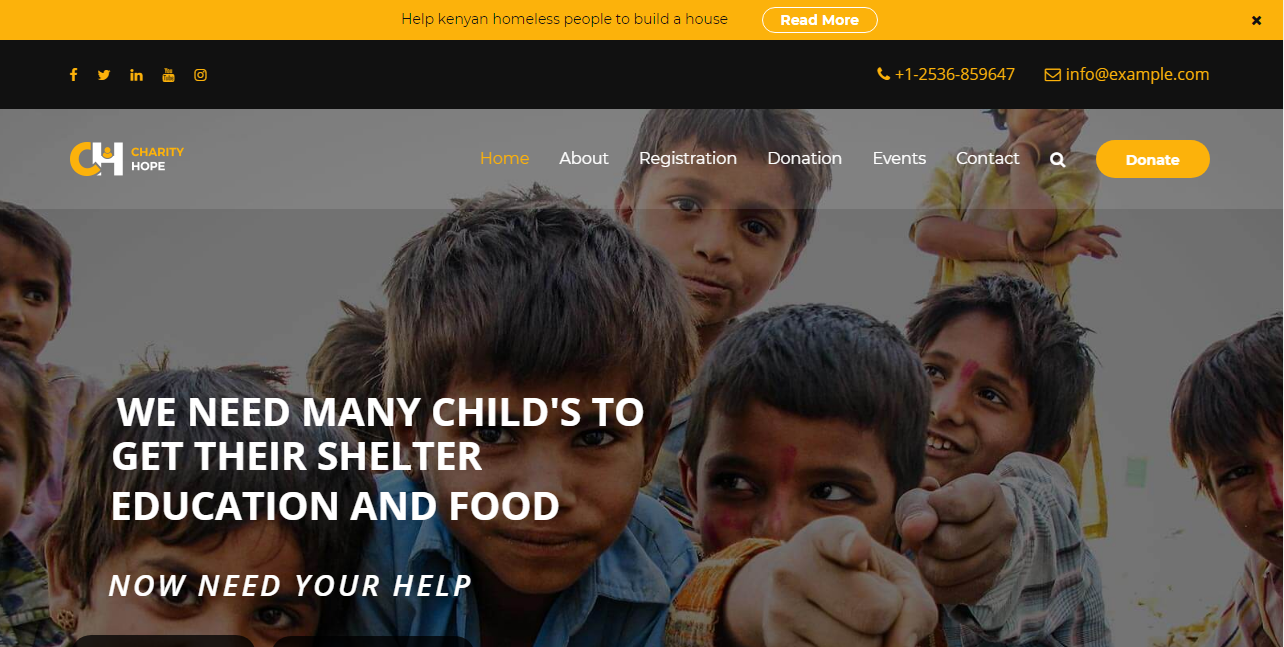 Help kenyan homeless people to build a house Read More
+1-2536-859647 info@example.com
CHARITY
HOPE
Home About Registration Donation Events Contact Donate
WE NEED MANY CHILD'S TO
GET THEIR SHELTER
EDUCATION AND FOOD
NOW NEED YOUR HELP